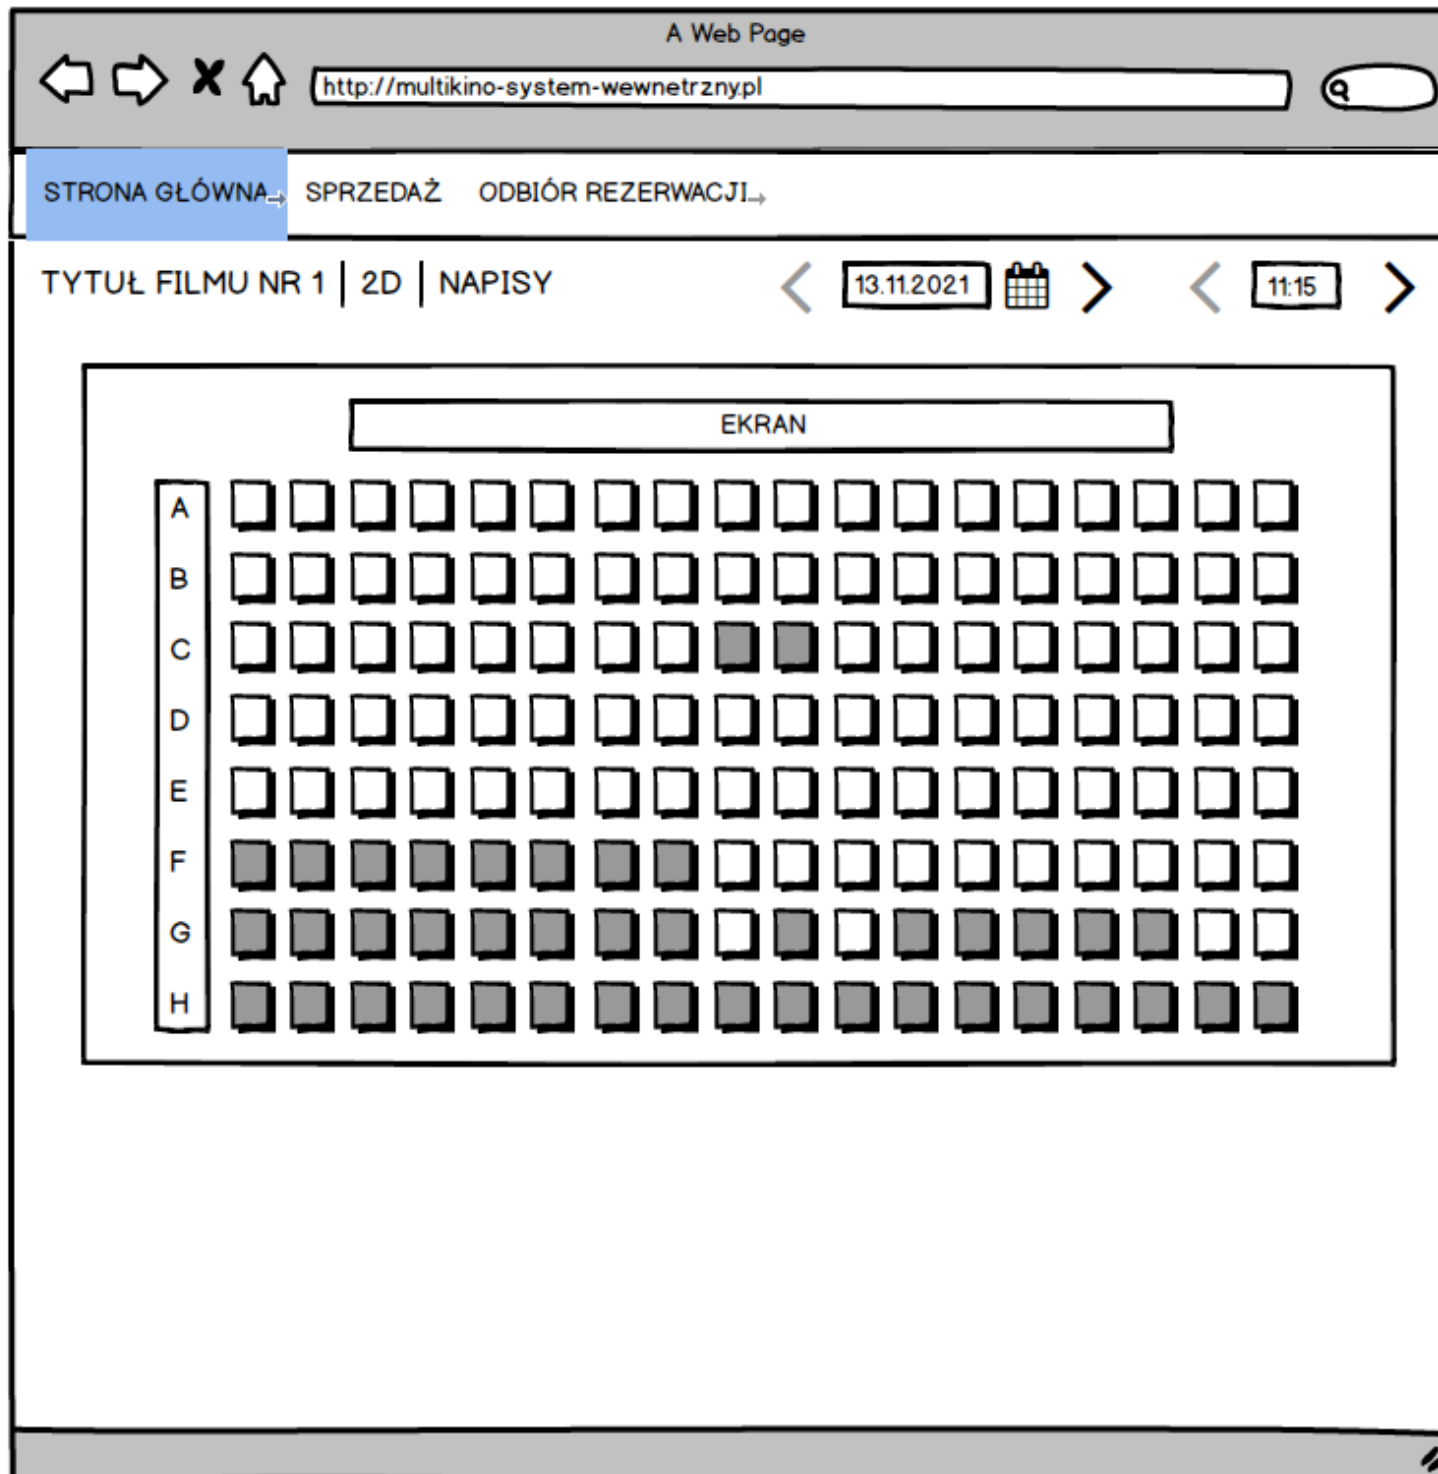 A Web Page
http://multikino-system-wewnetrzny.pl
STRONA GŁÓWNA SPRZEDAŻ ODBIÓR REZERWACJI
TYTUŁ FILMU NR 1 | 2D | NAPISY 13.11.2021 11:15
EKRAN
A
B
C
D
E
F
G
H